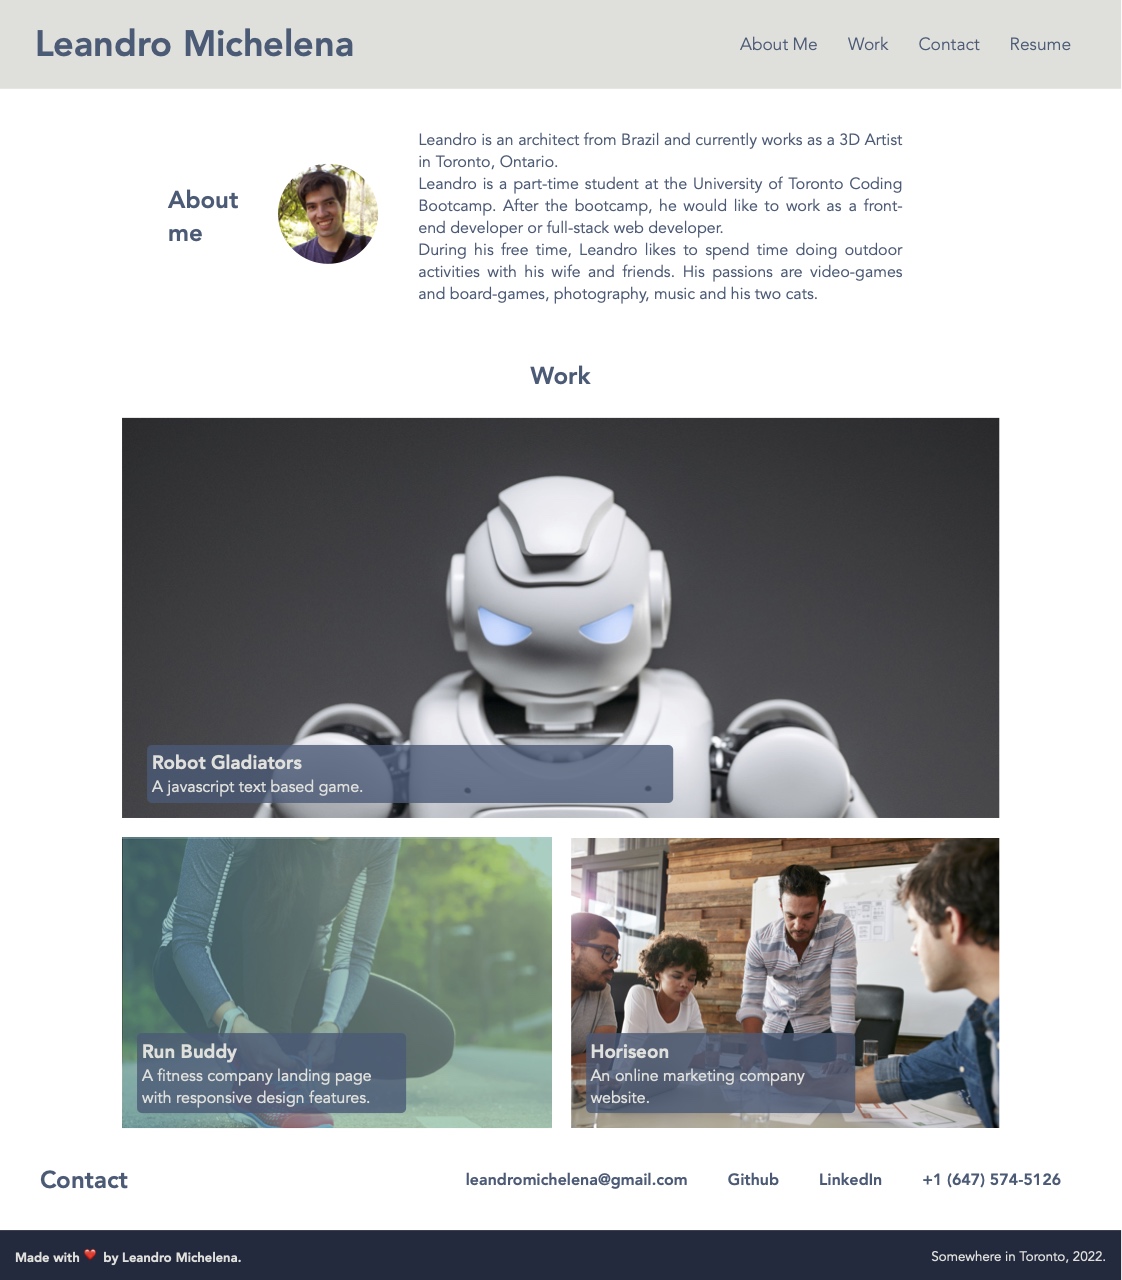 Leandro Michelena
About Me
Work
Contact
Resume
About
me
Leandro is an architect from Brazil and currently works as a 3D Artist
in Toronto, Ontario.
Leandro is a part-time student at the University of Toronto Coding
Bootcamp. After the bootcamp, he would like to work as a front-
end developer or full-stack web developer.
During his free time, Leandro likes to spend time doing outdoor
activities with his wife and friends. His passions are video-games
and board-games, photography, music and his two cats.
Work
Robot Gladiators
A javascript text based game.
Run Buddy
A fitness company landing page
with responsive design features.
Horiseon
An online marketing company
website.
Contact
leandromichelena@gmail.com
Github
LinkedIn
+1 (647) 574-5126
Made with ❤️ by Leandro Michelena.
Somewhere in Toronto, 2022.